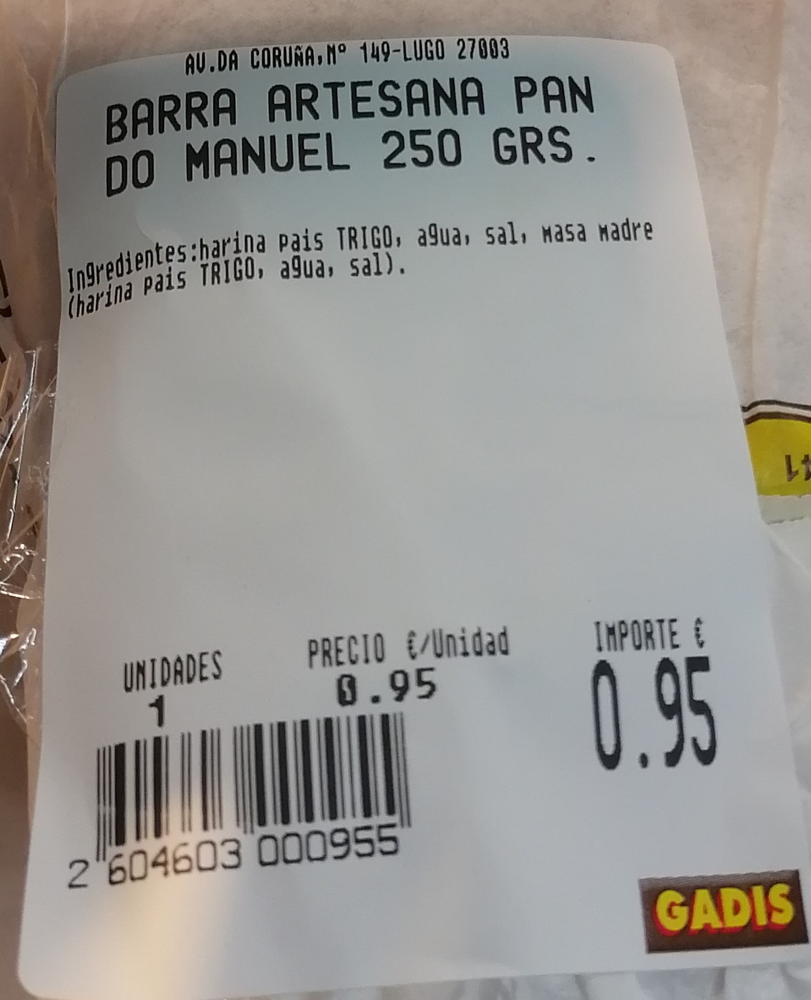 AV.DA CORUÑA,Nº 149-LUGO 27003
BARRA ARTESANA PAN
DO MANUEL 250 GRS.
Ingredientes:harina pais TRIGO, agua, sal, masa madre
(harina pais TRIGO, agua, sal).
UNIDADES PRECIO €/Unidad IMPORTE €
1 0.95 0.95
2 604603 000955
GADIS